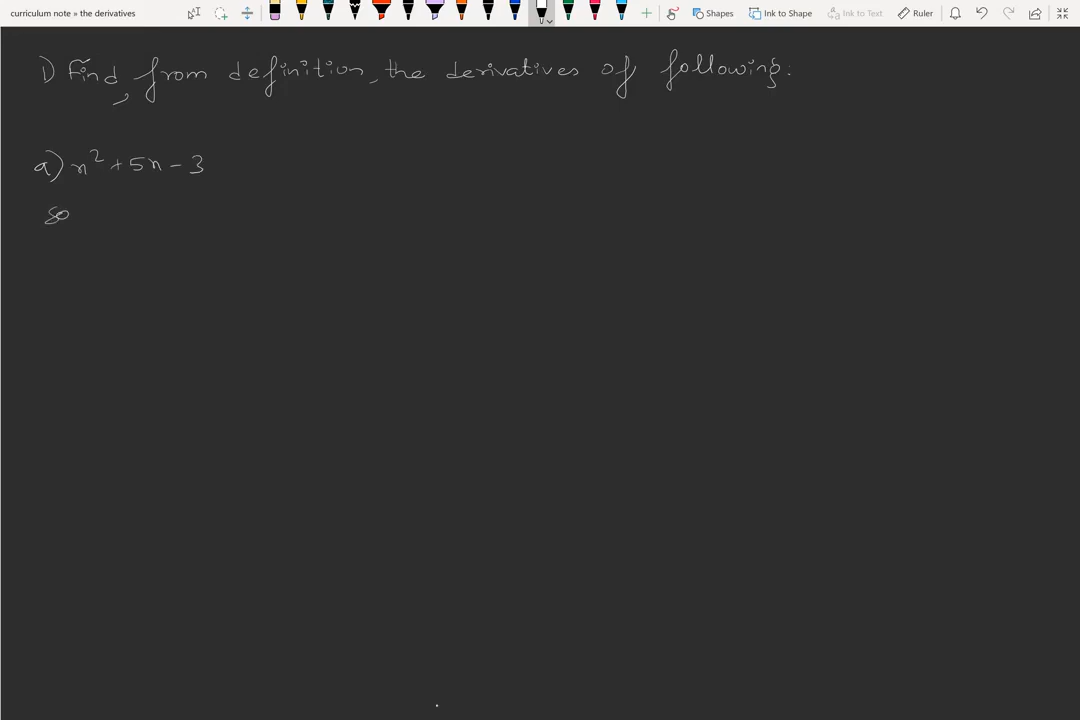 curriculum note » the derivatives
Shapes Ink to Shape Ink to Text Ruler
1) Find, from definition, the derivatives of following:
a) x² + 5x - 3
so